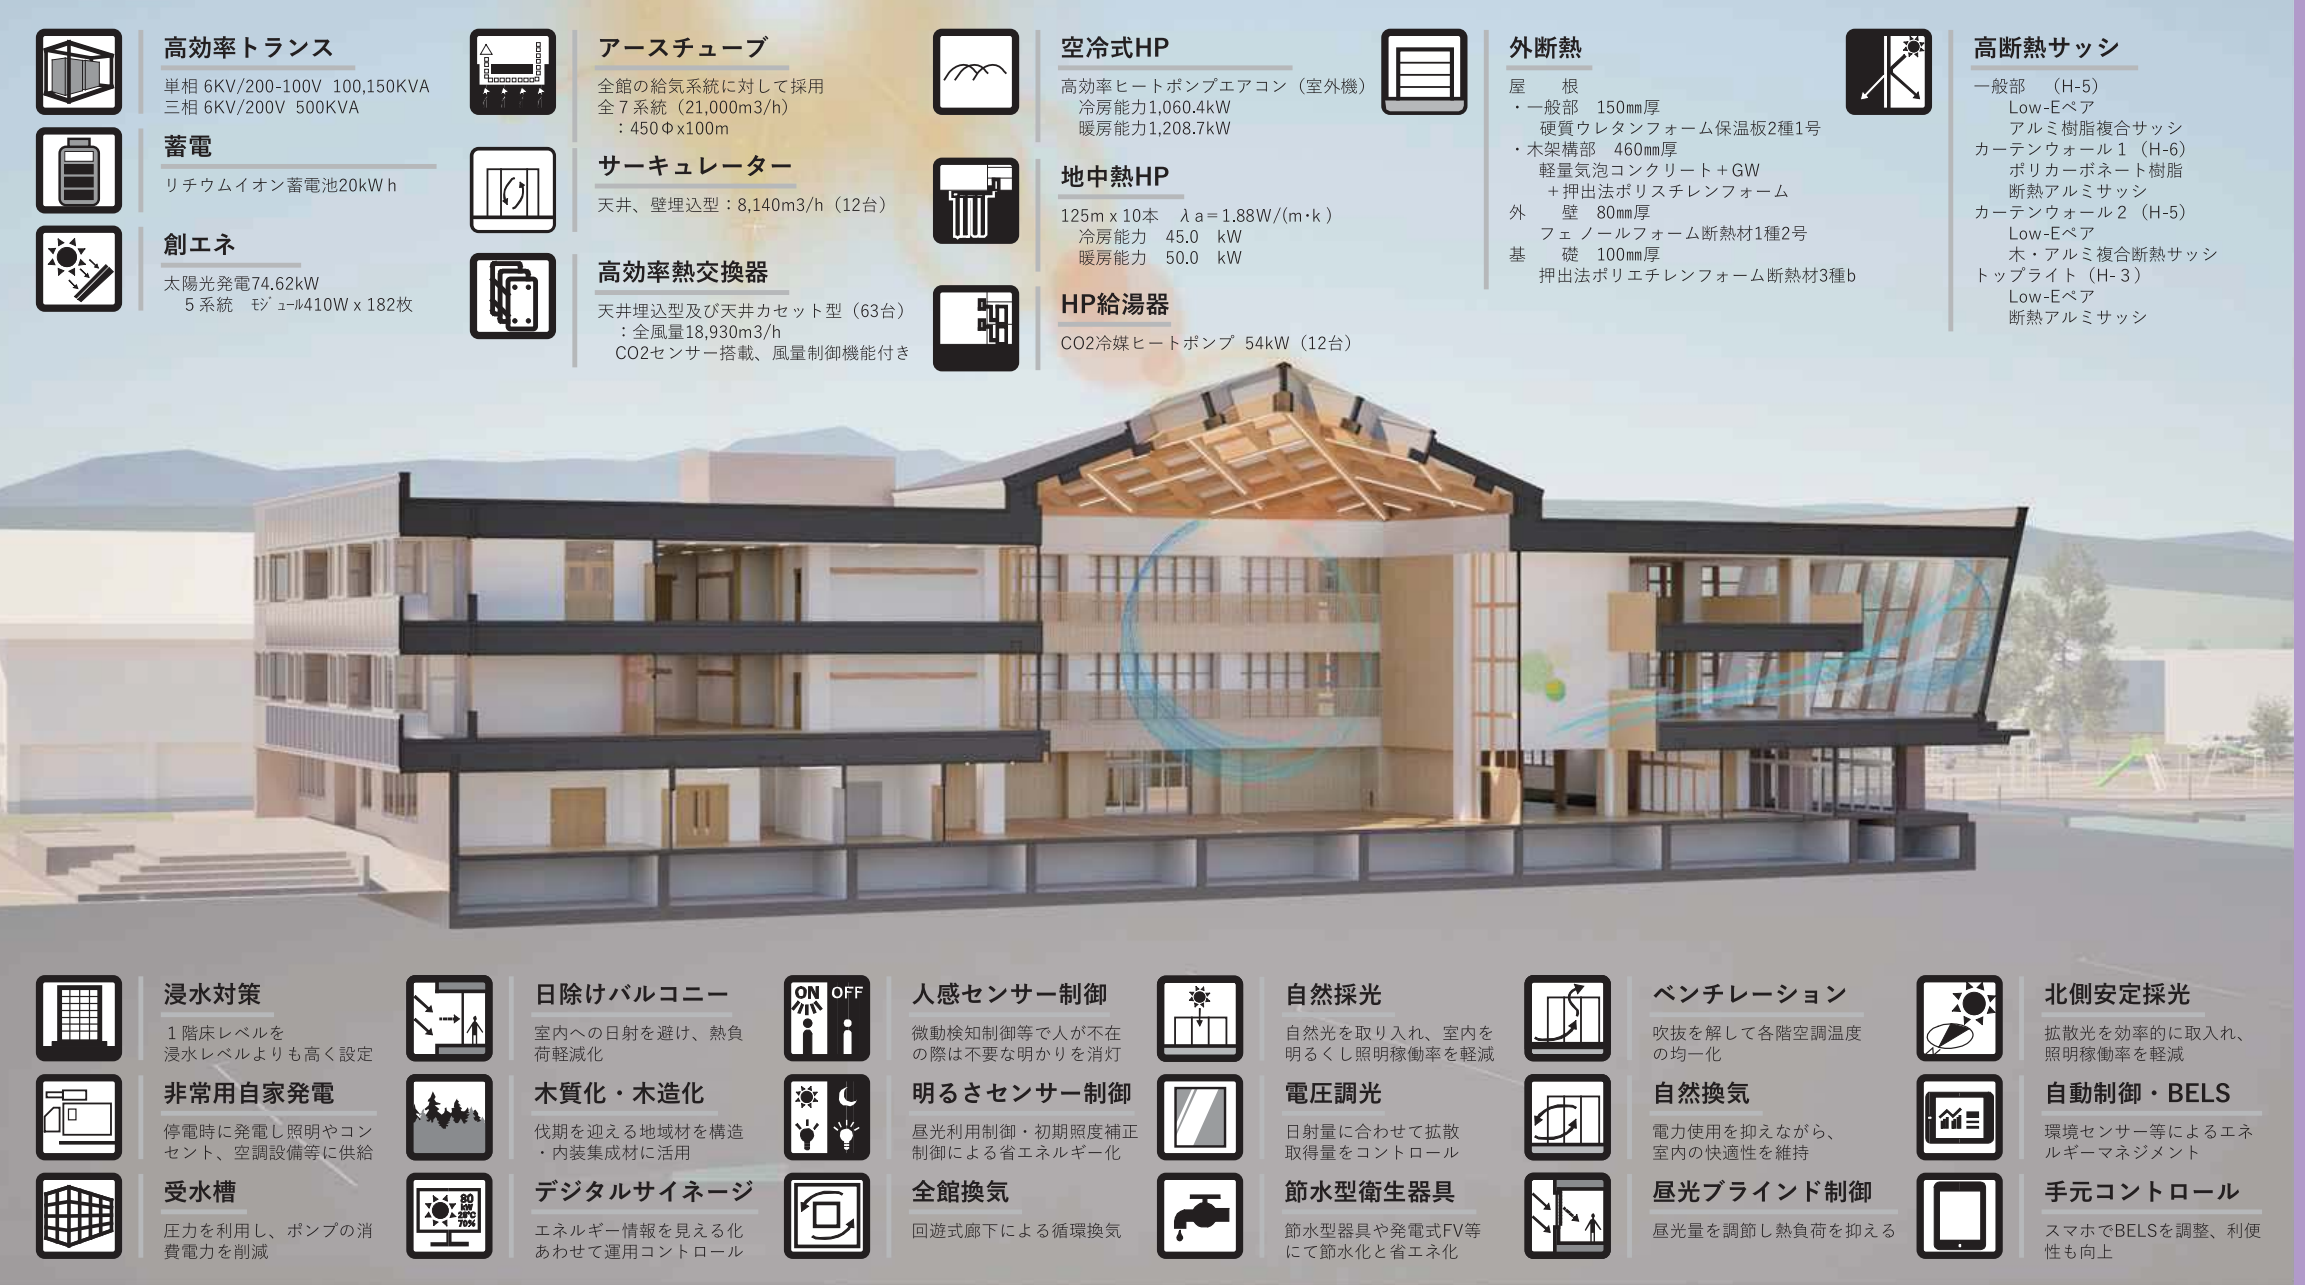 高効率トランス
単相 6KV/200-100V 100,150KVA
三相 6KV/200V 500KVA
蓄電
リチウムイオン蓄電池20kWh
創エネ
太陽光発電74.62kW
5系統 ﾓｼﾞｭｰﾙ410W x 182枚
アースチューブ
全館の給気系統に対して採用
全7系統（21,000m3/h）
：450Φx100m
サーキュレーター
天井、壁埋込型：8,140m3/h（12台）
高効率熱交換器
天井埋込型及び天井カセット型（63台）
：全風量18,930m3/h
CO2センサー搭載、風量制御機能付き
空冷式HP
高効率ヒートポンプエアコン（室外機）
冷房能力1,060.4kW
暖房能力1,208.7kW
地中熱HP
125m x 10本 λa＝1.88W/(m･k)
冷房能力 45.0 kW
暖房能力 50.0 kW
HP給湯器
CO2冷媒ヒートポンプ 54kW（12台）
外断熱
屋 根
・一般部 150㎜厚
硬質ウレタンフォーム保温板2種1号
・木架構部 460㎜厚
軽量気泡コンクリート＋GW
＋押出法ポリスチレンフォーム
外 壁 80㎜厚
フェノールフォーム断熱材1種2号
基 礎 100㎜厚
押出法ポリエチレンフォーム断熱材3種b
高断熱サッシ
一般部 （H-5）
Low-Eペア
アルミ樹脂複合サッシ
カーテンウォール1（H-6）
ポリカーボネート樹脂
断熱アルミサッシ
カーテンウォール2（H-5）
Low-Eペア
木・アルミ複合断熱サッシ
トップライト（H-3）
Low-Eペア
断熱アルミサッシ
浸水対策
1階床レベルを
浸水レベルよりも高く設定
非常用自家発電
停電時に発電し照明やコン
セント、空調設備等に供給
受水槽
圧力を利用し、ポンプの消
費電力を削減
日除けバルコニー
室内への日射を避け、熱負
荷軽減化
木質化・木造化
伐期を迎える地域材を構造
・内装集成材に活用
80
kW
28℃
70%
デジタルサイネージ
エネルギー情報を見える化
あわせて運用コントロール
ON OFF
人感センサー制御
微動検知制御等で人が不在
の際は不要な明かりを消灯
明るさセンサー制御
昼光利用制御・初期照度補正
制御による省エネルギー化
全館換気
回遊式廊下による循環換気
自然採光
自然光を取り入れ、室内を
明るくし照明稼働率を軽減
電圧調光
日射量に合わせて拡散
取得量をコントロール
節水型衛生器具
節水型器具や発電式FV等
にて節水化と省エネ化
ベンチレーション
吹抜を解して各階空調温度
の均一化
自然換気
電力使用を抑えながら、
室内の快適性を維持
昼光ブラインド制御
昼光量を調節し熱負荷を抑える
北側安定採光
拡散光を効率的に取入れ、
照明稼働率を軽減
自動制御・BELS
環境センサー等によるエネ
ルギーマネジメント
手元コントロール
スマホでBELSを調整、利便
性も向上